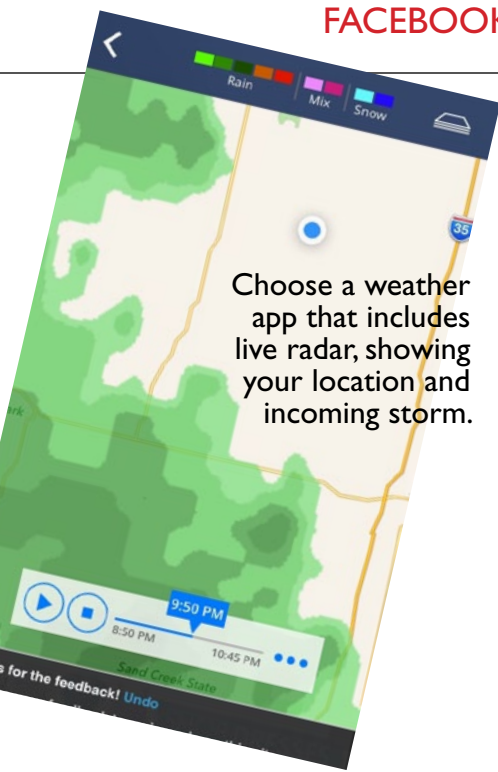 FACEBOOK
Rain
Mix
Snow
35
Choose a weather
app that includes
live radar, showing
your location and
incoming storm.
9:50 PM
8:50 PM
10:45 PM
Sand Creek State
for the feedback! Undo